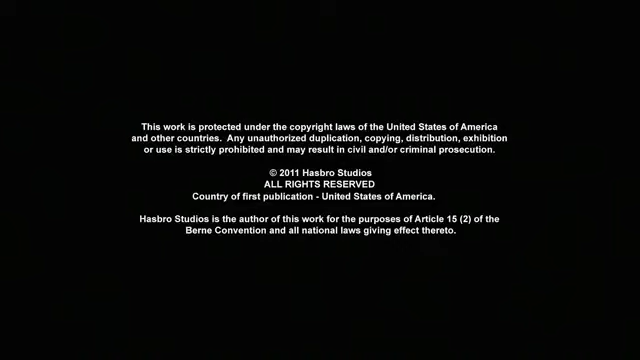 This work is protected under the copyright laws of the United States of America
and other countries.  Any unauthorized duplication, copying, distribution, exhibition
or use is strictly prohibited and may result in civil and/or criminal prosecution.
© 2011 Hasbro Studios
ALL RIGHTS RESERVED
Country of first publication - United States of America.
Hasbro Studios is the author of this work for the purposes of Article 15 (2) of the
Berne Convention and all national laws giving effect thereto.